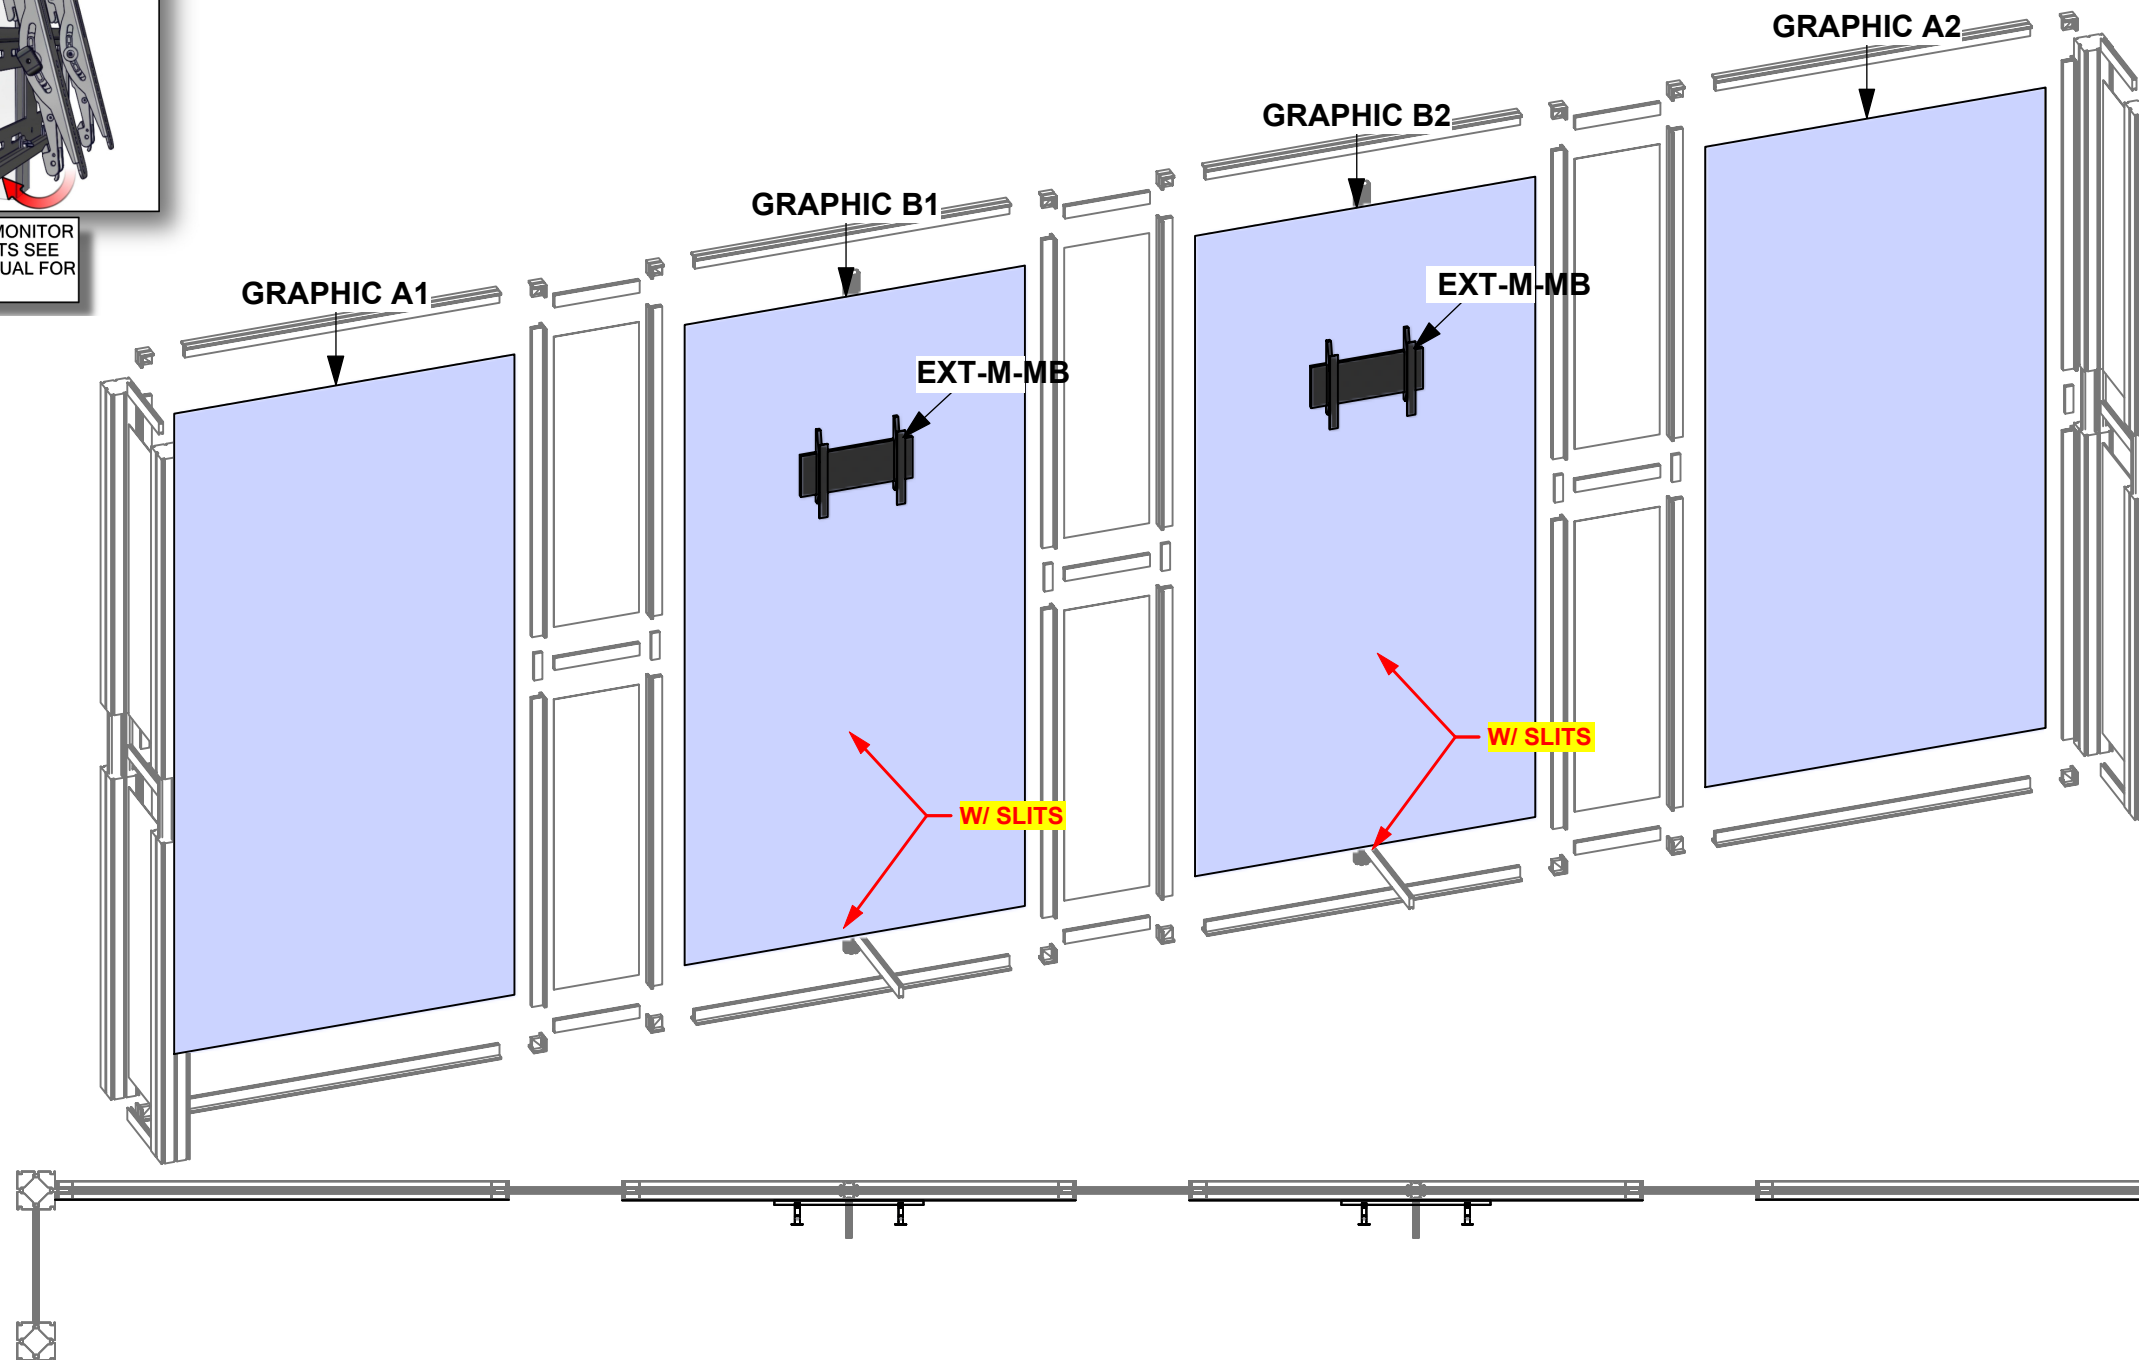 GRAPHIC A2
GRAPHIC B2
GRAPHIC B1
GRAPHIC A1
MONITOR
TS SEE
UAL FOR
EXT-M-MB
EXT-M-MB
W/ SLITS
W/ SLITS